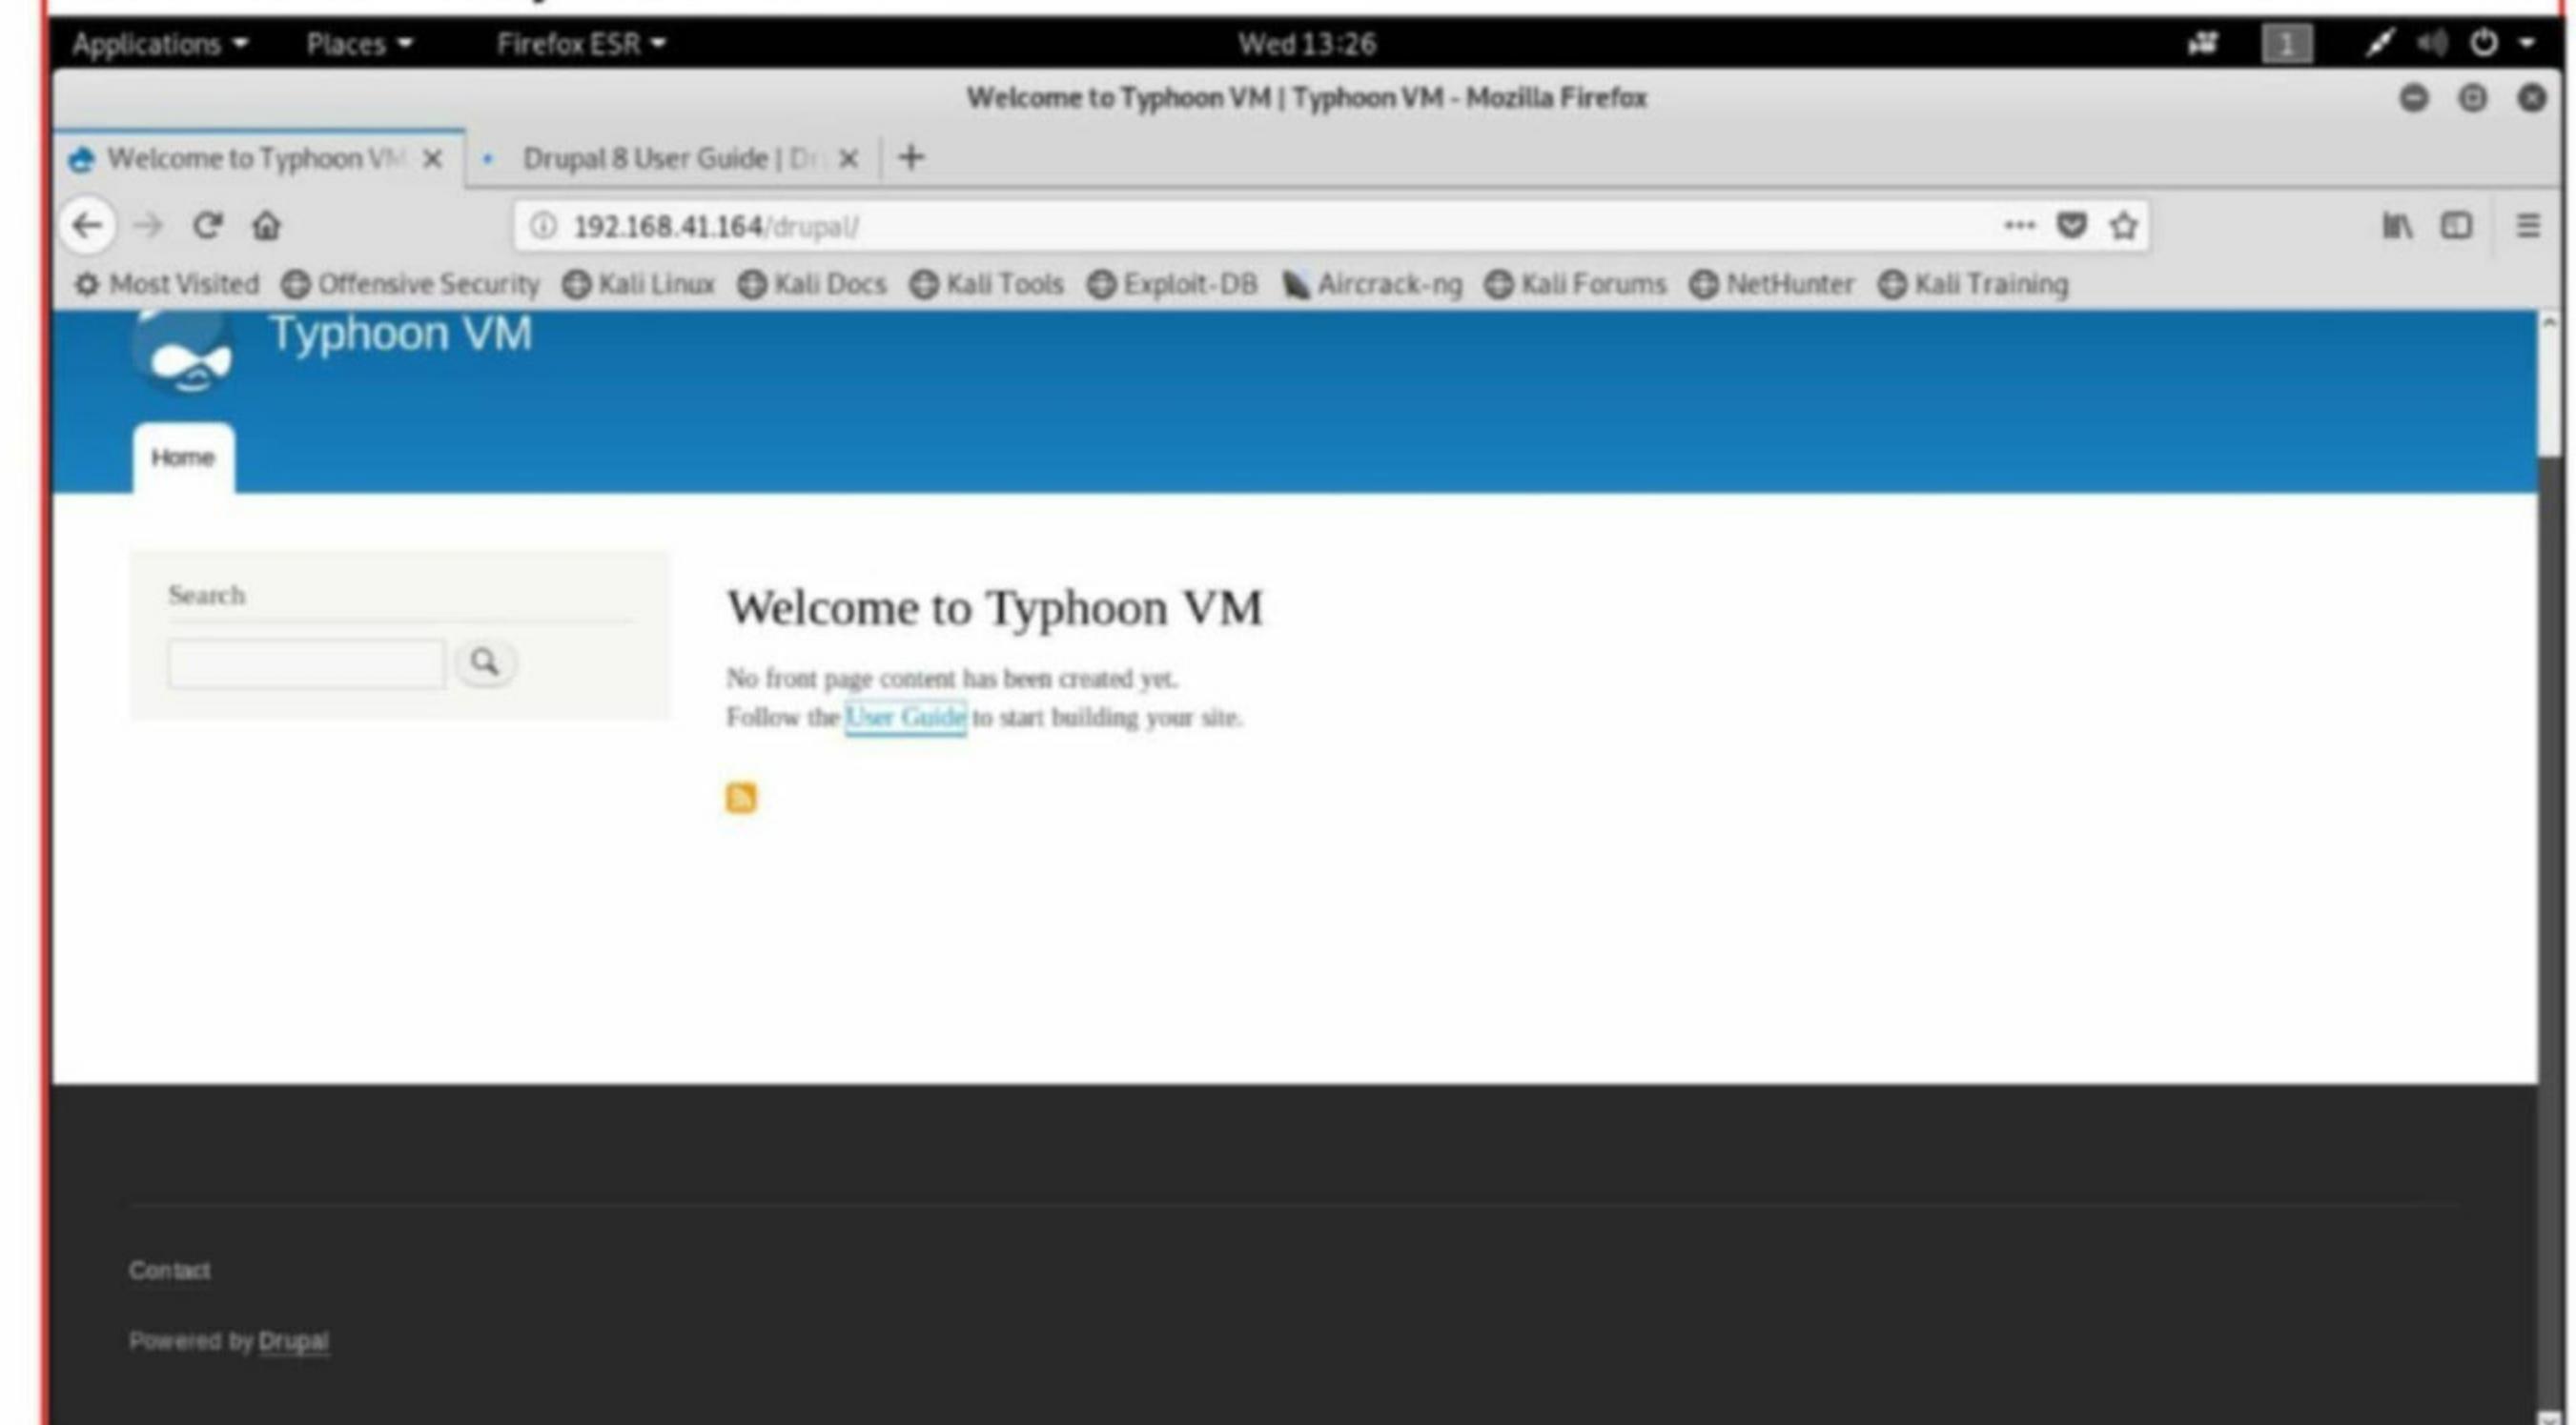 Applications Places Firefox ESR Wed 13:26 1
Welcome to Typhoon VM | Typhoon VM - Mozilla Firefox
Welcome to Typhoon VM Drupal 8 User Guide | Dr
192.168.41.164/drupal/
Most Visited Offensive Security Kali Linux Kali Docs Kali Tools Exploit-DB Aircrack-ng Kali Forums NetHunter Kali Training
Typhoon VM
Home
Search
Welcome to Typhoon VM
No front page content has been created yet.
Follow the User Guide to start building your site.
Contact
Powered by Drupal